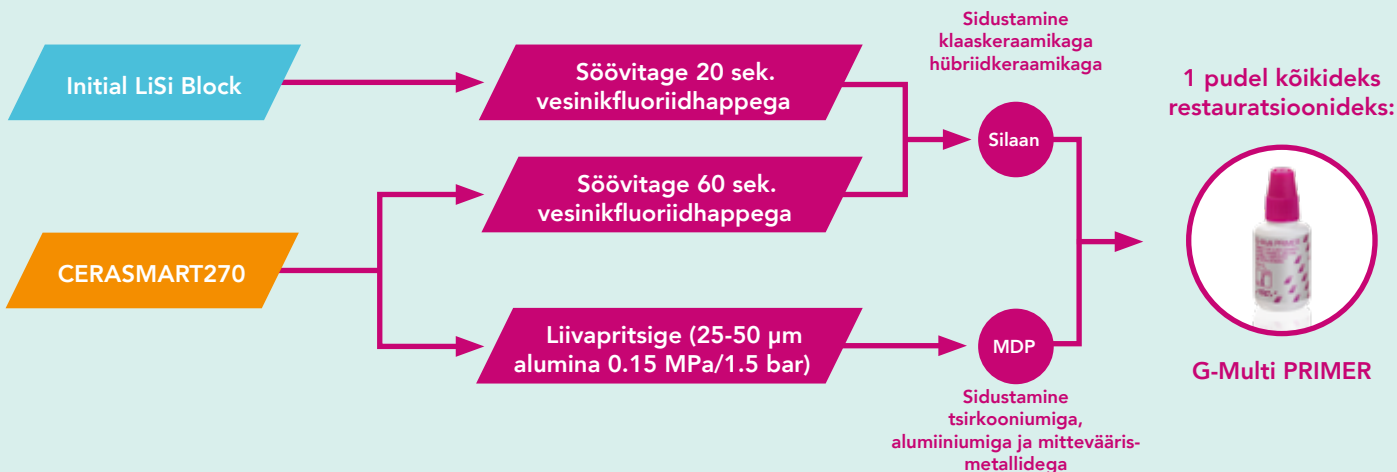 Initial LiSi Block
Söövitage 20 sek.
vesinikfluoriidhappega
Sidustamine
klaaskeraamikaga
hübriidkeraamikaga
Silaan
1 pudel kõikideks
restauratsioonideks:
Söövitage 60 sek.
vesinikfluoriidhappega
CERASMART270
Liivapritsige (25-50 µm
alumina 0.15 MPa/1.5 bar)
MDP
Sidustamine
tsirkooniumiga,
alumiiniumiga ja mittevääris-
metallidega
G-Multi PRIMER